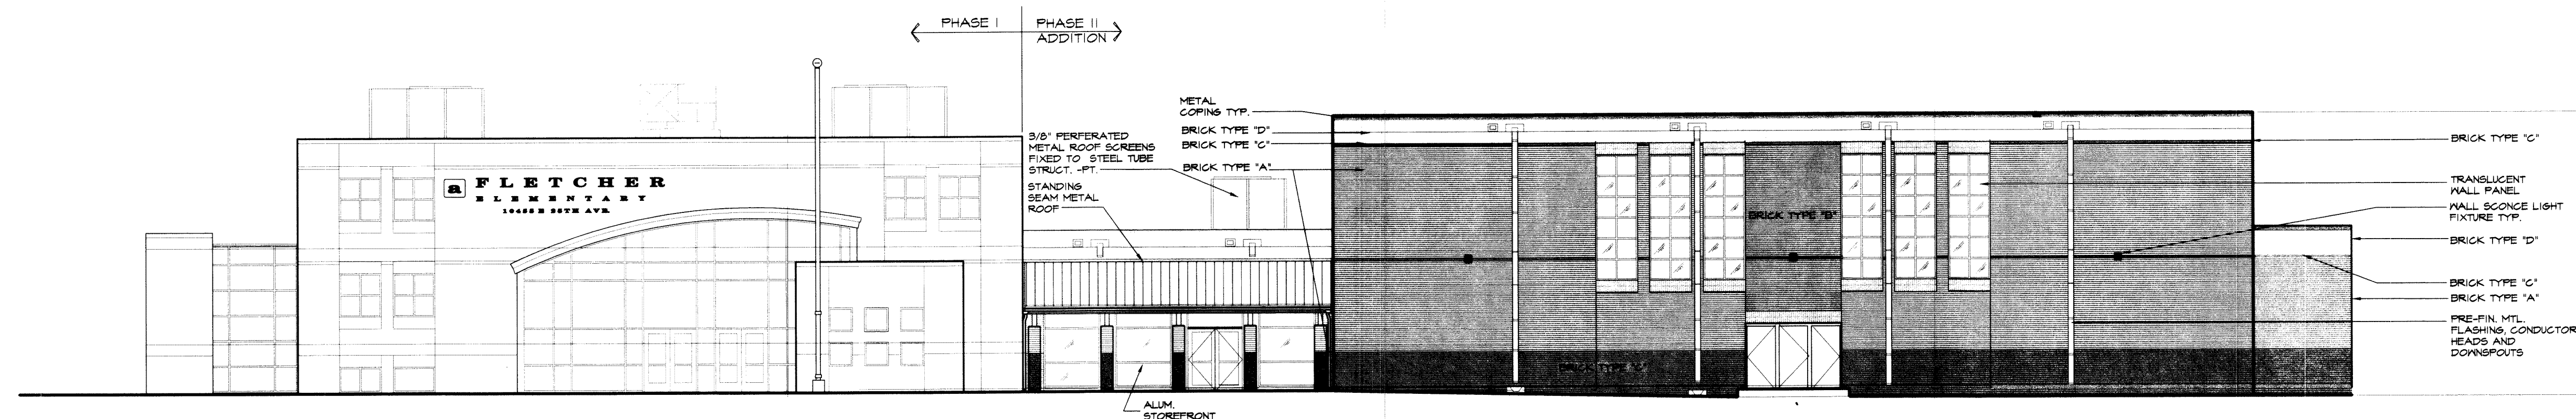 PHASE I
PHASE II
ADDITION
a FLETCHER
ELEMENTARY
METAL
COPING TYP.
BRICK TYPE "D"
BRICK TYPE "C"
BRICK TYPE "A"
3/8" PERFERATED
METAL ROOF SCREENS
FIXED TO STEEL TUBE
STRUCT. -PT.
STANDING
SEAM METAL
ROOF
ALUM.
STOREFRONT
BRICK TYPE "B"
BRICK TYPE "C"
TRANSLUCENT
WALL PANEL
WALL SCONCE LIGHT
FIXTURE TYP.
BRICK TYPE "D"
BRICK TYPE "C"
BRICK TYPE "A"
PRE-FIN. MTL.
FLASHING, CONDUCTOR
HEADS AND
DOWNSPOUTS
BRICK TYPE